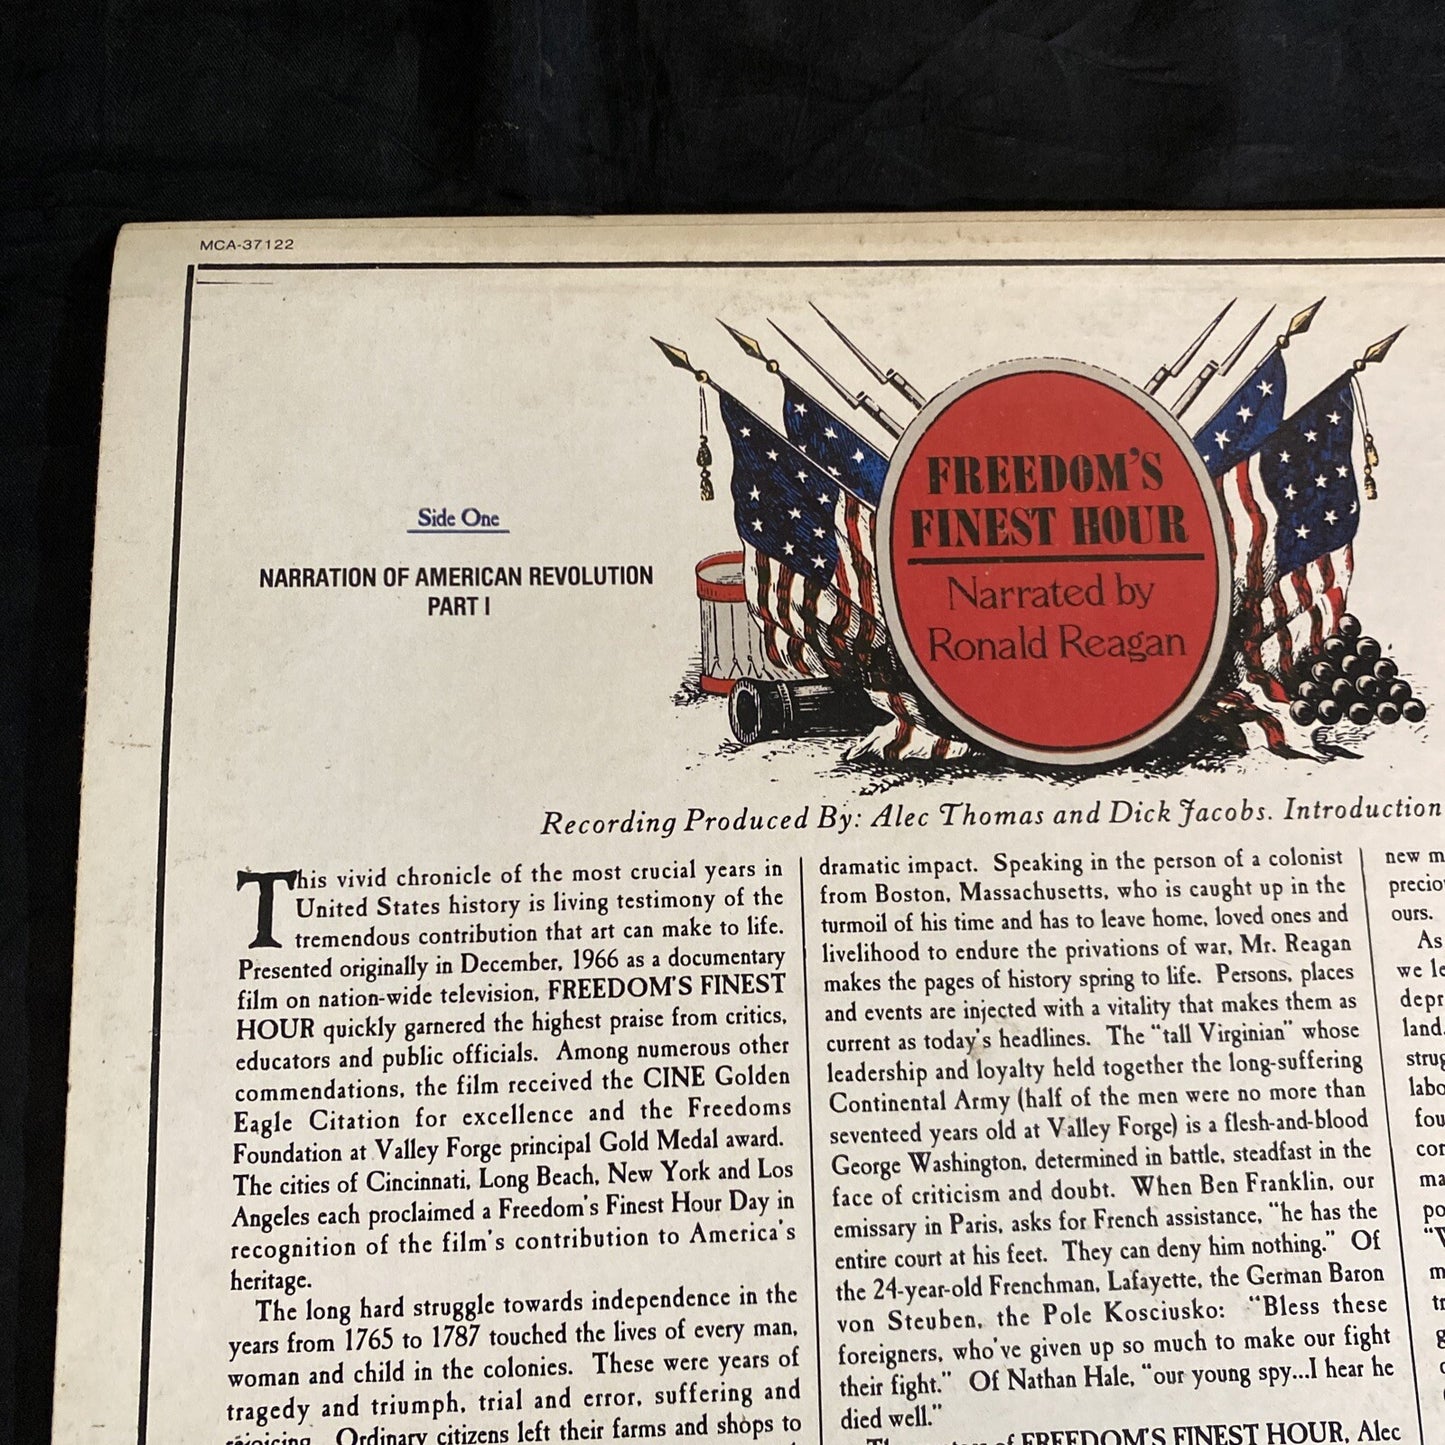 MCA-37122
FREEDOM'S
FINEST HOUR
Narrated by
Ronald Reagan
Side One
NARRATION OF AMERICAN REVOLUTION
PART I
Recording Produced By: Alec Thomas and Dick Jacobs. Introduction
This vivid chronicle of the most crucial years in
United States history is living testimony of the
tremendous contribution that art can make to life.
Presented originally in December, 1966 as a documentary
film on nation-wide television, FREEDOM'S FINEST
HOUR quickly garnered the highest praise from critics,
educators and public officials. Among numerous other
commendations, the film received the CINE Golden
Eagle Citation for excellence and the Freedoms
Foundation at Valley Forge principal Gold Medal award.
The cities of Cincinnati, Long Beach, New York and Los
Angeles each proclaimed a Freedom's Finest Hour Day in
recognition of the film's contribution to America's
heritage.
The long hard struggle towards independence in the
years from 1765 to 1787 touched the lives of every man,
woman and child in the colonies. These were years of
tragedy and triumph, trial and error, suffering and
rejoicing. Ordinary citizens left their farms and shops to
dramatic impact. Speaking in the person of a colonist
from Boston, Massachusetts, who is caught up in the
turmoil of his time and has to leave home, loved ones and
livelihood to endure the privations of war, Mr. Reagan
makes the pages of history spring to life. Persons, places
and events are injected with a vitality that makes them as
current as today's headlines. The "tall Virginian" whose
leadership and loyalty held together the long-suffering
Continental Army (half of the men were no more than
seventeed years old at Valley Forge) is a flesh-and-blood
George Washington, determined in battle, steadfast in the
face of criticism and doubt. When Ben Franklin, our
emissary in Paris, asks for French assistance, "he has the
entire court at his feet. They can deny him nothing." Of
the 24-year-old Frenchman, Lafayette, the German Baron
von Steuben, the Pole Kosciusko: "Bless these
foreigners, who've given up so much to make our fight
their fight." Of Nathan Hale, "our young spy...I hear he
died well."
of FREEDOM'S FINEST HOUR, Alec
new
ours.
As
we
land.